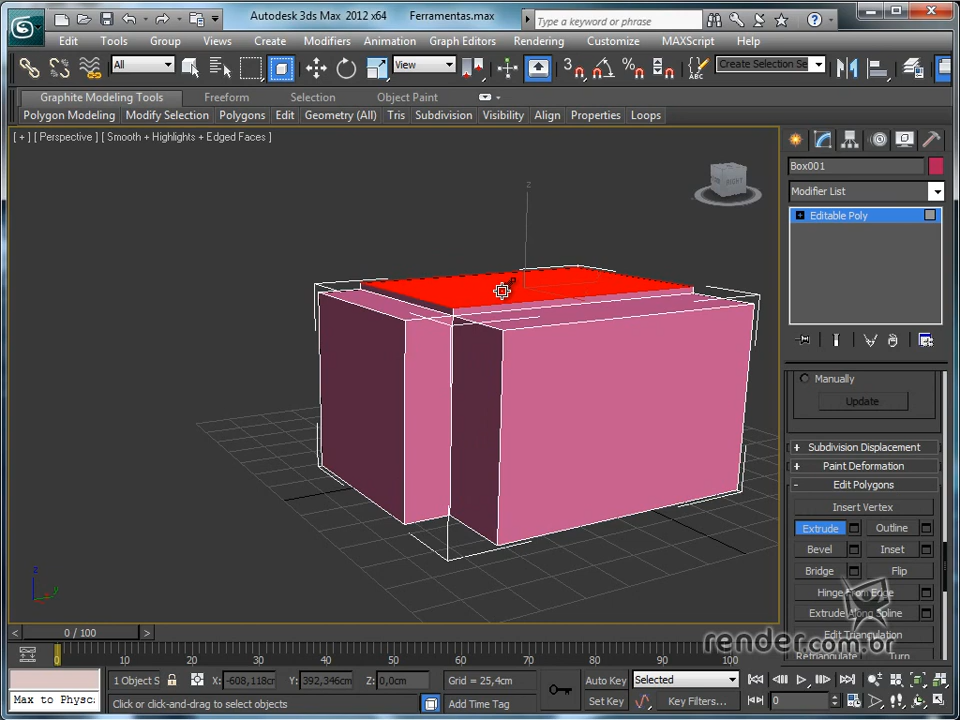 Autodesk 3ds Max 2012 x64 Ferramentas.max
Type a keyword or phrase
Edit Tools Group Views Create Modifiers Animation Graph Editors Rendering Customize MAXScript Help
All View Create Selection Se
Graphite Modeling Tools Freeform Selection Object Paint
Polygon Modeling Modify Selection Polygons Edit Geometry (All) Tris Subdivision Visibility Align Properties Loops
[ + ] [ Perspective ] [ Smooth + Highlights + Edged Faces ]
z
RIGHT
Box001
Modifier List
Editable Poly
Manually
Update
+ Subdivision Displacement
+ Paint Deformation
- Edit Polygons
Insert Vertex
Extrude Outline
Bevel Inset
Bridge Flip
Hinge From Edge
Extrude Along Spline
Edit Triangulation
Retriangulate Turn
render.com.br
z
x y
< 0 / 100 >
0 10 20 30 40 50 60 70 80 90 100
1 Object S X: -608,118cm Y: 392,346cm Z: 0,0cm Grid = 25,4cm Auto Key Selected
Max to Physc: Click or click-and-drag to select objects Add Time Tag Set Key Key Filters... 0